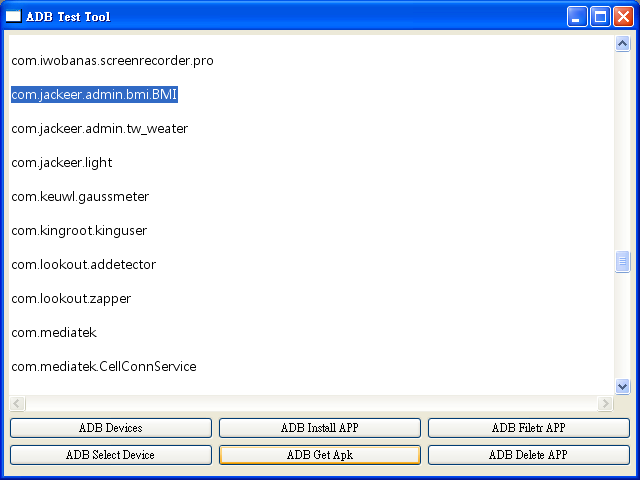 ADB Test Tool
com.iwobanas.screenrecorder.pro
com.jackeer.admin.bmi.BMI
com.jackeer.admin.tw_weater
com.jackeer.light
com.keuwl.gaussmeter
com.kingroot.kinguser
com.lookout.addetector
com.lookout.zapper
com.mediatek
com.mediatek.CellConnService
ADB Devices
ADB Install APP
ADB Filetr APP
ADB Select Device
ADB Get Apk
ADB Delete APP